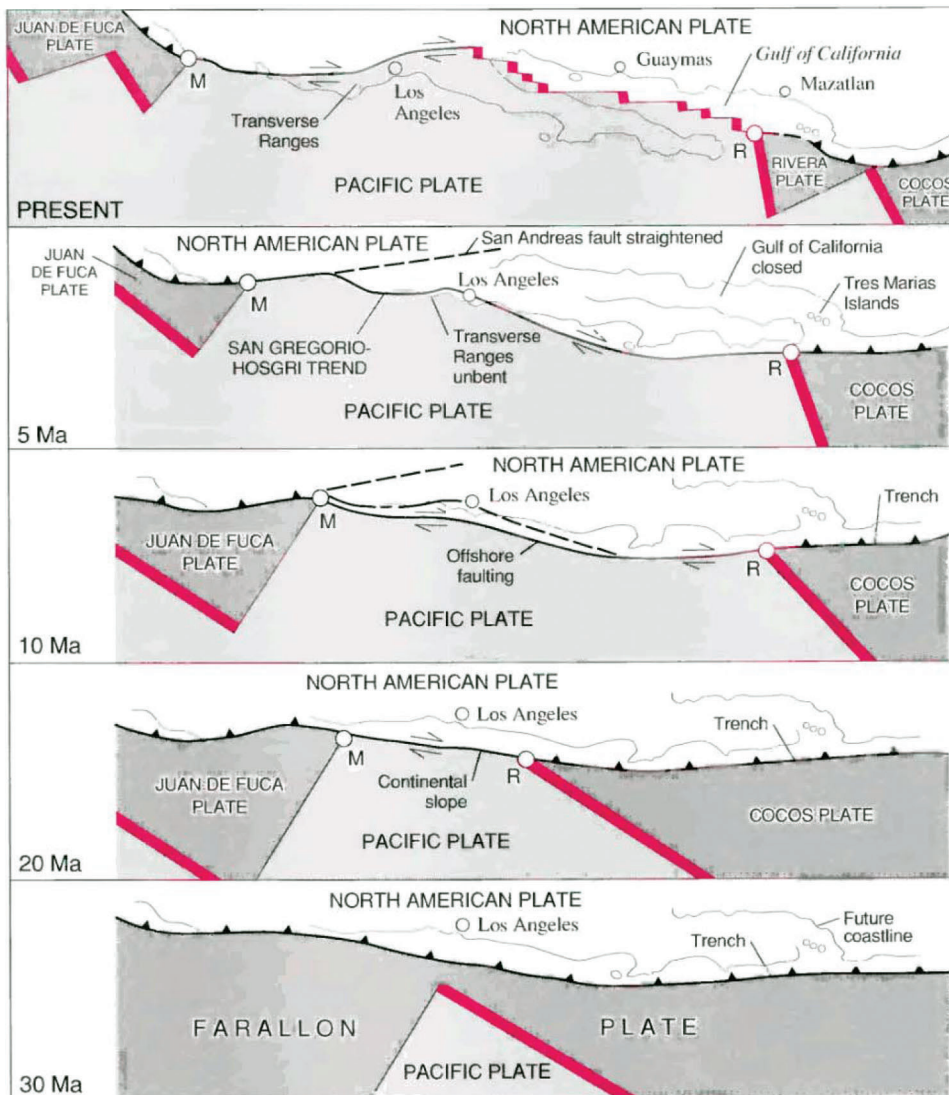 JUAN DE FUCA
PLATE
NORTH AMERICAN PLATE
Guaymas
Gulf of California
Mazatlan
M
Los
Angeles
Transverse
Ranges
R
RIVERA
PLATE
COCOS
PLATE
PACIFIC PLATE
PRESENT
NORTH AMERICAN PLATE
San Andreas fault straightened
JUAN
DE FUCA
PLATE
Los Angeles
Gulf of California
closed
Tres Marias
Islands
M
SAN GREGORIO-
HOSGRI TREND
Transverse
Ranges
unbent
R
PACIFIC PLATE
COCOS
PLATE
5 Ma
NORTH AMERICAN PLATE
Los Angeles
Trench
M
JUAN DE FUCA
PLATE
Offshore
faulting
R
COCOS
PLATE
PACIFIC PLATE
10 Ma
NORTH AMERICAN PLATE
Los Angeles
Trench
M
R
JUAN DE FUCA
PLATE
Continental
slope
COCOS PLATE
PACIFIC PLATE
20 Ma
NORTH AMERICAN PLATE
Los Angeles
Future
coastline
Trench
FARALLON PLATE
PACIFIC PLATE
30 Ma